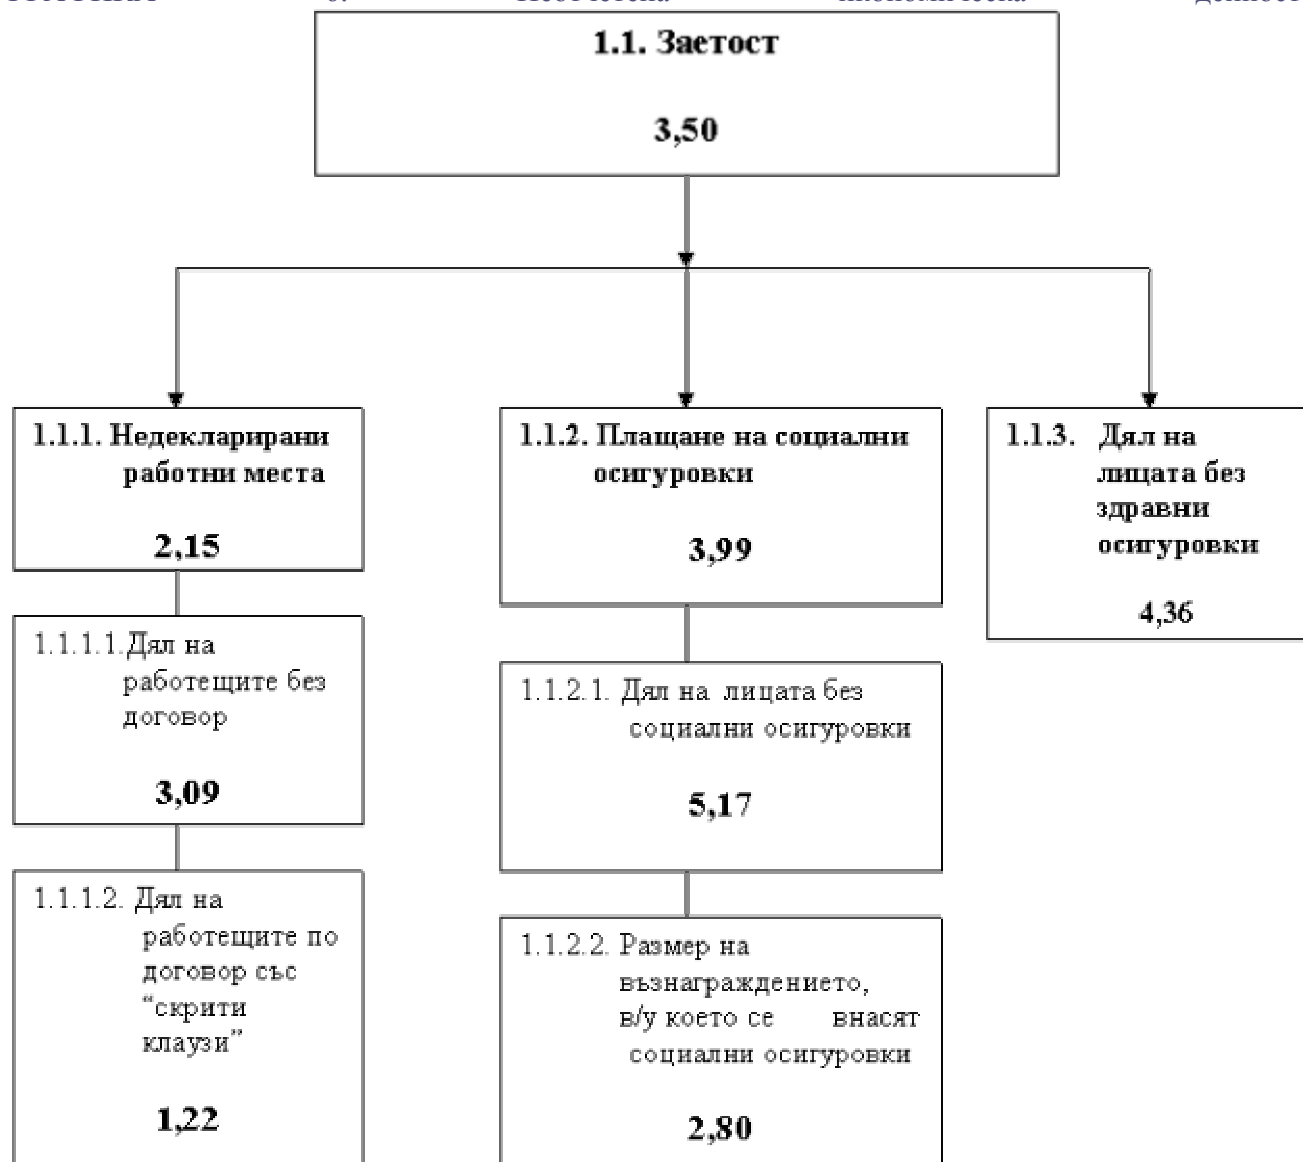 1.1. Заетост
3,50
1.1.1. Недекларирани
работни места
2,15
1.1.1.1.Дял на
работещите без
договор
3,09
1.1.1.2. Дял на
работещите по
договор със
“скрити
клаузи”
1,22
1.1.2. Плащане на социални
осигуровки
3,99
1.1.2.1. Дял на лицата без
социални осигуровки
5,17
1.1.2.2. Размер на
възнаграждението,
в/у което се внасят
социални осигуровки
2,80
1.1.3. Дял на
лицата без
здравни
осигуровки
4,36